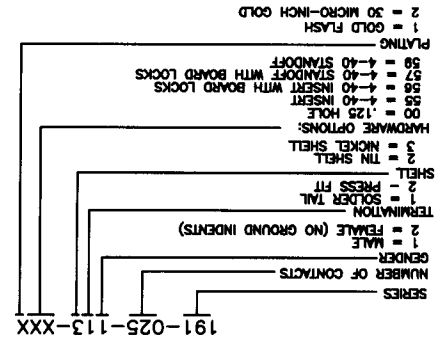 191-025-113-XXX
SERIES
NUMBER OF CONTACTS
GENDER
1 = MALE
2 = FEMALE (NO GROUND INDENTS)
TERMINATION
1 = SOLDER TAIL
2 - PRESS FIT
SHELL
2 = TIN SHELL
3 = NICKEL SHELL
HARDWARE OPTIONS:
00 = .125 HOLE
55 = 4-40 INSERT
56 = 4-40 INSERT WITH BOARD LOCKS
57 = 4-40 STANDOFF WITH BOARD LOCKS
59 = 4-40 STANDOFF
PLATING
1 = GOLD FLASH
2 = 30 MICRO-INCH GOLD